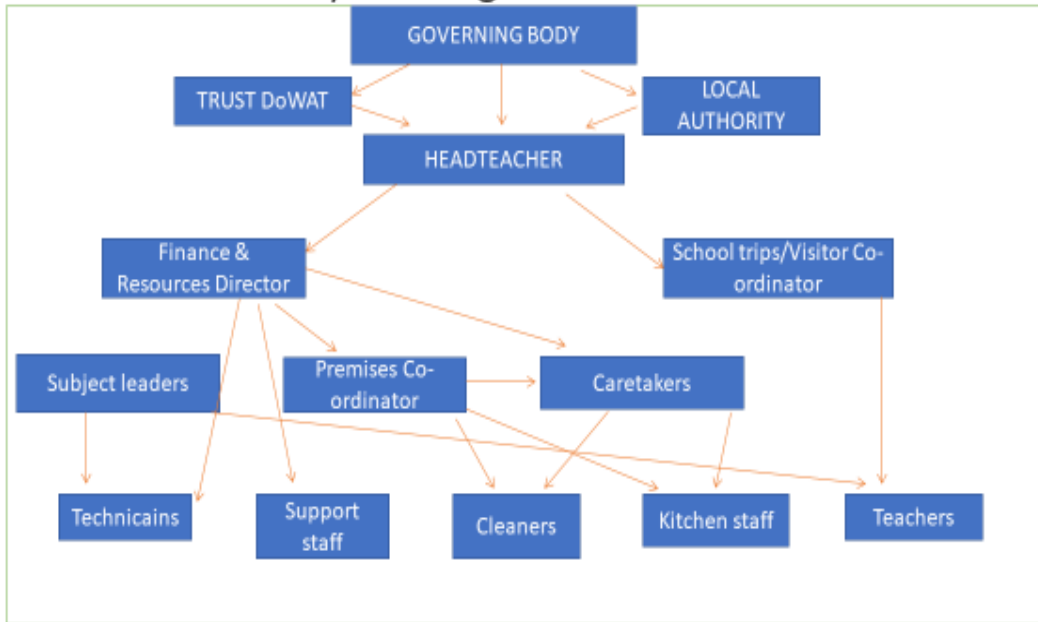 GOVERNING BODY
TRUST DoWAT
LOCAL
AUTHORITY
HEADTEACHER
Finance &
Resources Director
School trips/Visitor Co-
ordinator
Subject leaders
Premises Co-
ordinator
Caretakers
Technicains
Support
staff
Cleaners
Kitchen staff
Teachers